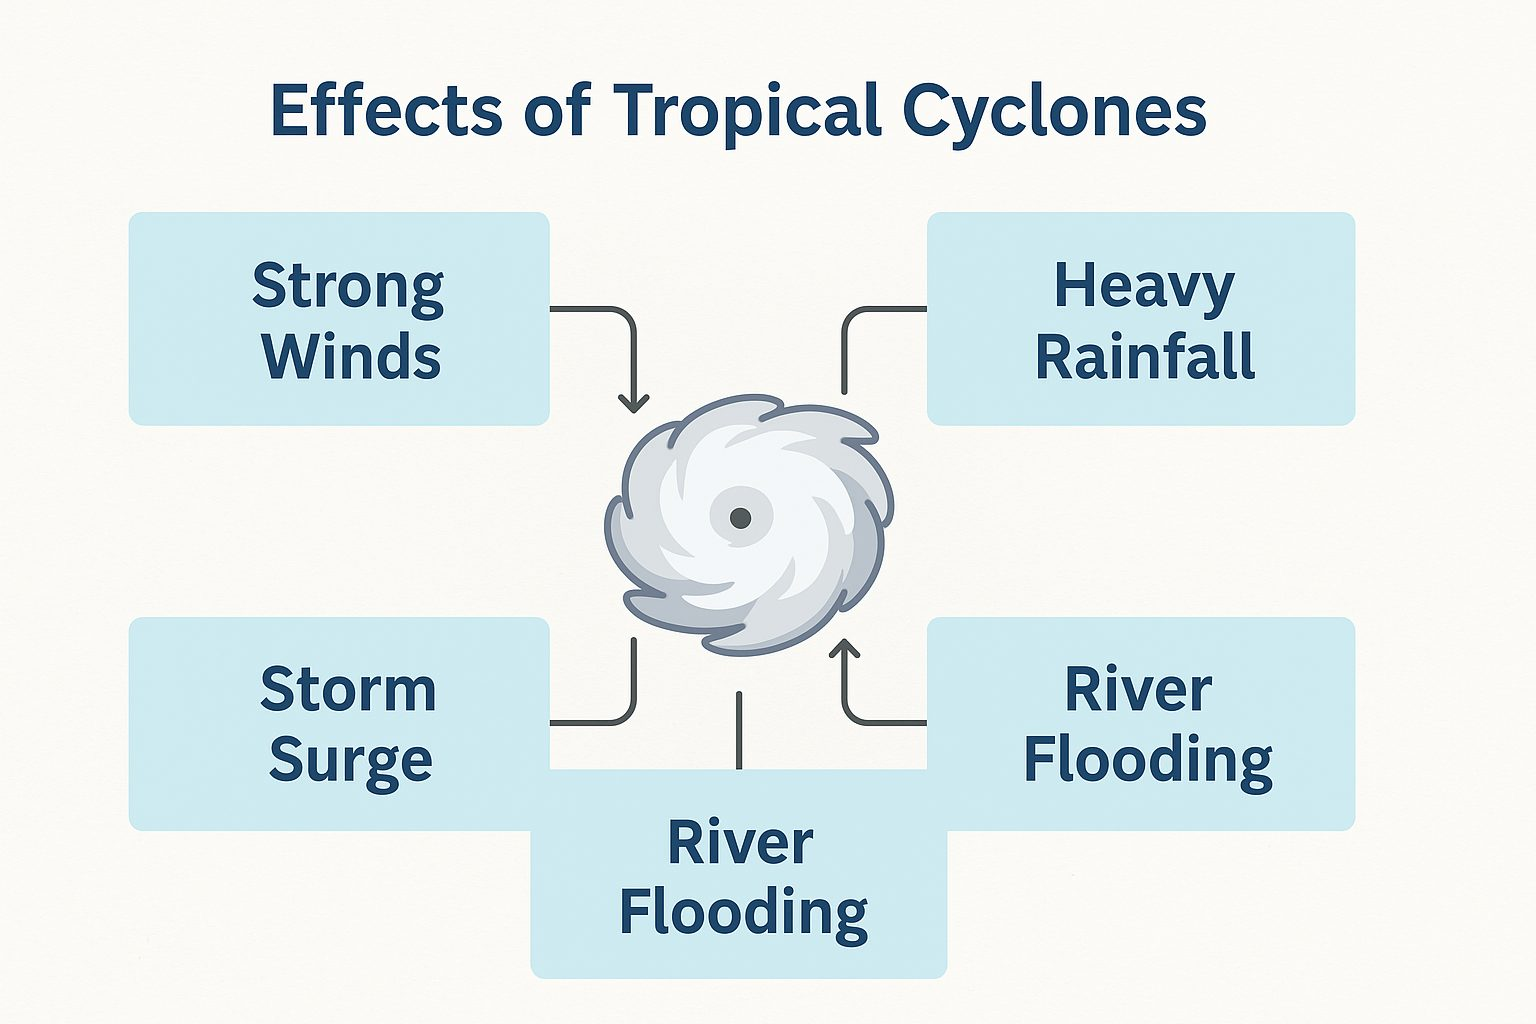 Effects of Tropical Cyclones
Strong
Winds
Heavy
Rainfall
Storm
Surge
River
Flooding
River
Flooding